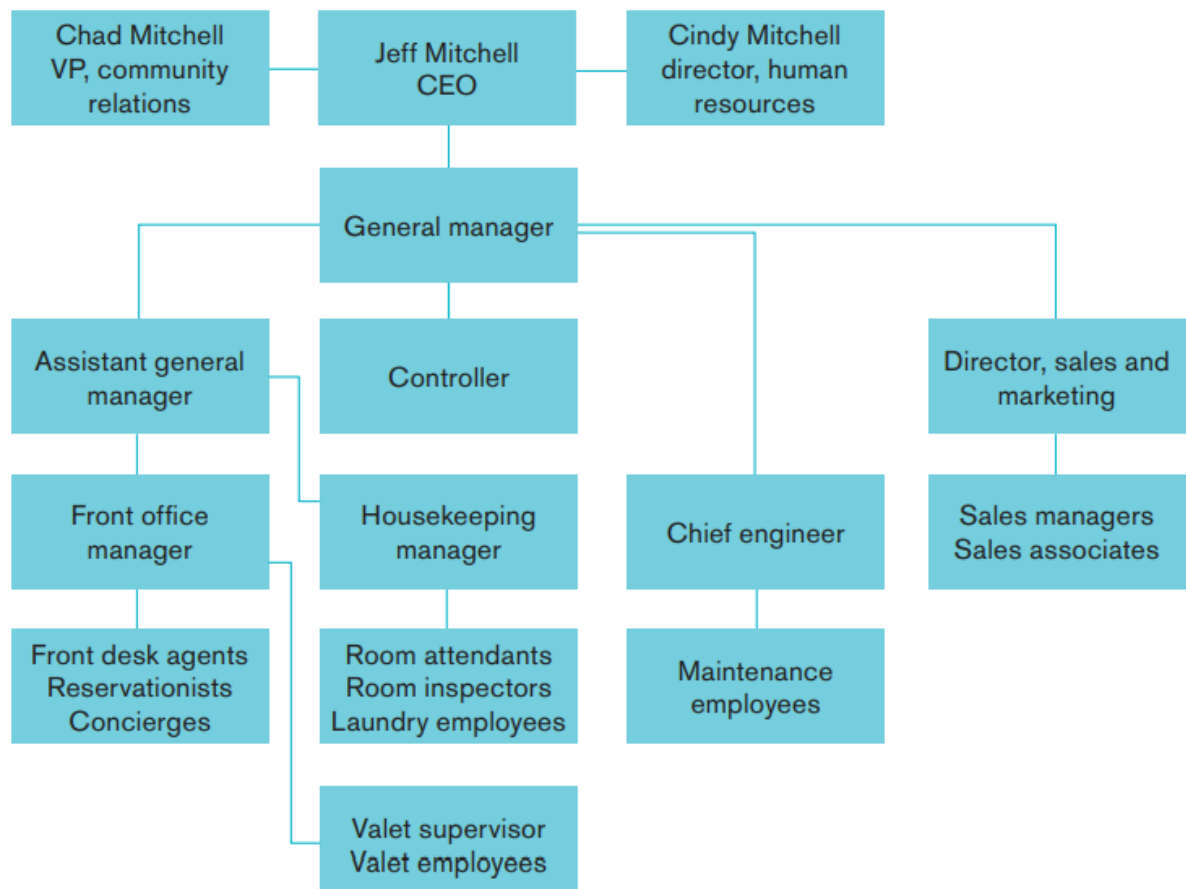 Chad Mitchell
VP, community
relations
Jeff Mitchell
CEO
Cindy Mitchell
director, human
resources
General manager
Assistant general
manager
Controller
Director, sales and
marketing
Front office
manager
Housekeeping
manager
Chief engineer
Sales managers
Sales associates
Front desk agents
Reservationists
Concierges
Room attendants
Room inspectors
Laundry employees
Maintenance
employees
Valet supervisor
Valet employees